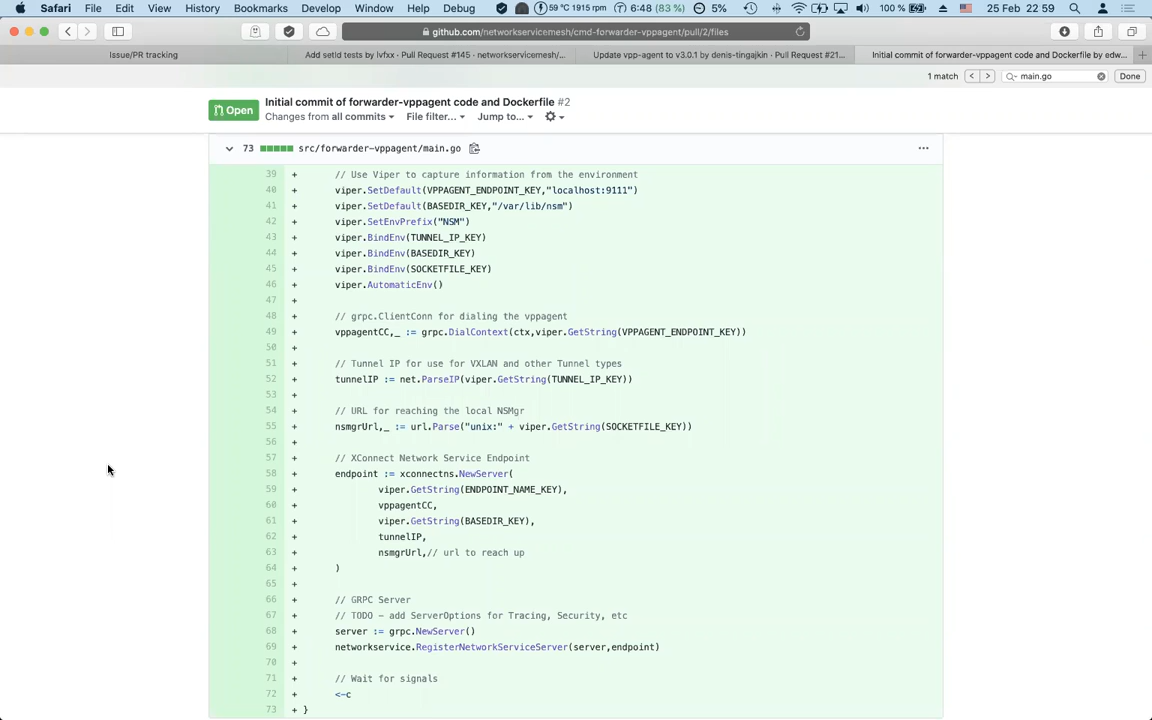 Safari File Edit View History Bookmarks Develop Window Help Debug 59 °C 1915 rpm 6:48 (83 %) 5% 100 % 25 Feb 22:59
github.com/networkservicemesh/cmd-forwarder-vppagent/pull/2/files
Issue/PR tracking
Add setId tests by lvfxx · Pull Request #145 · networkservicemesh/...
Update vpp-agent to v3.0.1 by denis-tingajkin · Pull Request #21...
Initial commit of forwarder-vppagent code and Dockerfile by edw...
1 match main.go Done
Open
Initial commit of forwarder-vppagent code and Dockerfile #2
Changes from all commits File filter... Jump to...
73 src/forwarder-vppagent/main.go
39 + // Use Viper to capture information from the environment
40 + viper.SetDefault(VPPAGENT_ENDPOINT_KEY,"localhost:9111")
41 + viper.SetDefault(BASEDIR_KEY,"/var/lib/nsm")
42 + viper.SetEnvPrefix("NSM")
43 + viper.BindEnv(TUNNEL_IP_KEY)
44 + viper.BindEnv(BASEDIR_KEY)
45 + viper.BindEnv(SOCKETFILE_KEY)
46 + viper.AutomaticEnv()
47 +
48 + // grpc.ClientConn for dialing the vppagent
49 + vppagentCC,_ := grpc.DialContext(ctx,viper.GetString(VPPAGENT_ENDPOINT_KEY))
50 +
51 + // Tunnel IP for use for VXLAN and other Tunnel types
52 + tunnelIP := net.ParseIP(viper.GetString(TUNNEL_IP_KEY))
53 +
54 + // URL for reaching the local NSMgr
55 + nsmgrUrl,_ := url.Parse("unix:" + viper.GetString(SOCKETFILE_KEY))
56 +
57 + // XConnect Network Service Endpoint
58 + endpoint := xconnectns.NewServer(
59 + viper.GetString(ENDPOINT_NAME_KEY),
60 + vppagentCC,
61 + viper.GetString(BASEDIR_KEY),
62 + tunnelIP,
63 + nsmgrUrl,// url to reach up
64 + )
65 +
66 + // GRPC Server
67 + // TODO - add ServerOptions for Tracing, Security, etc
68 + server := grpc.NewServer()
69 + networkservice.RegisterNetworkServiceServer(server,endpoint)
70 +
71 + // Wait for signals
72 + <-c
73 + }